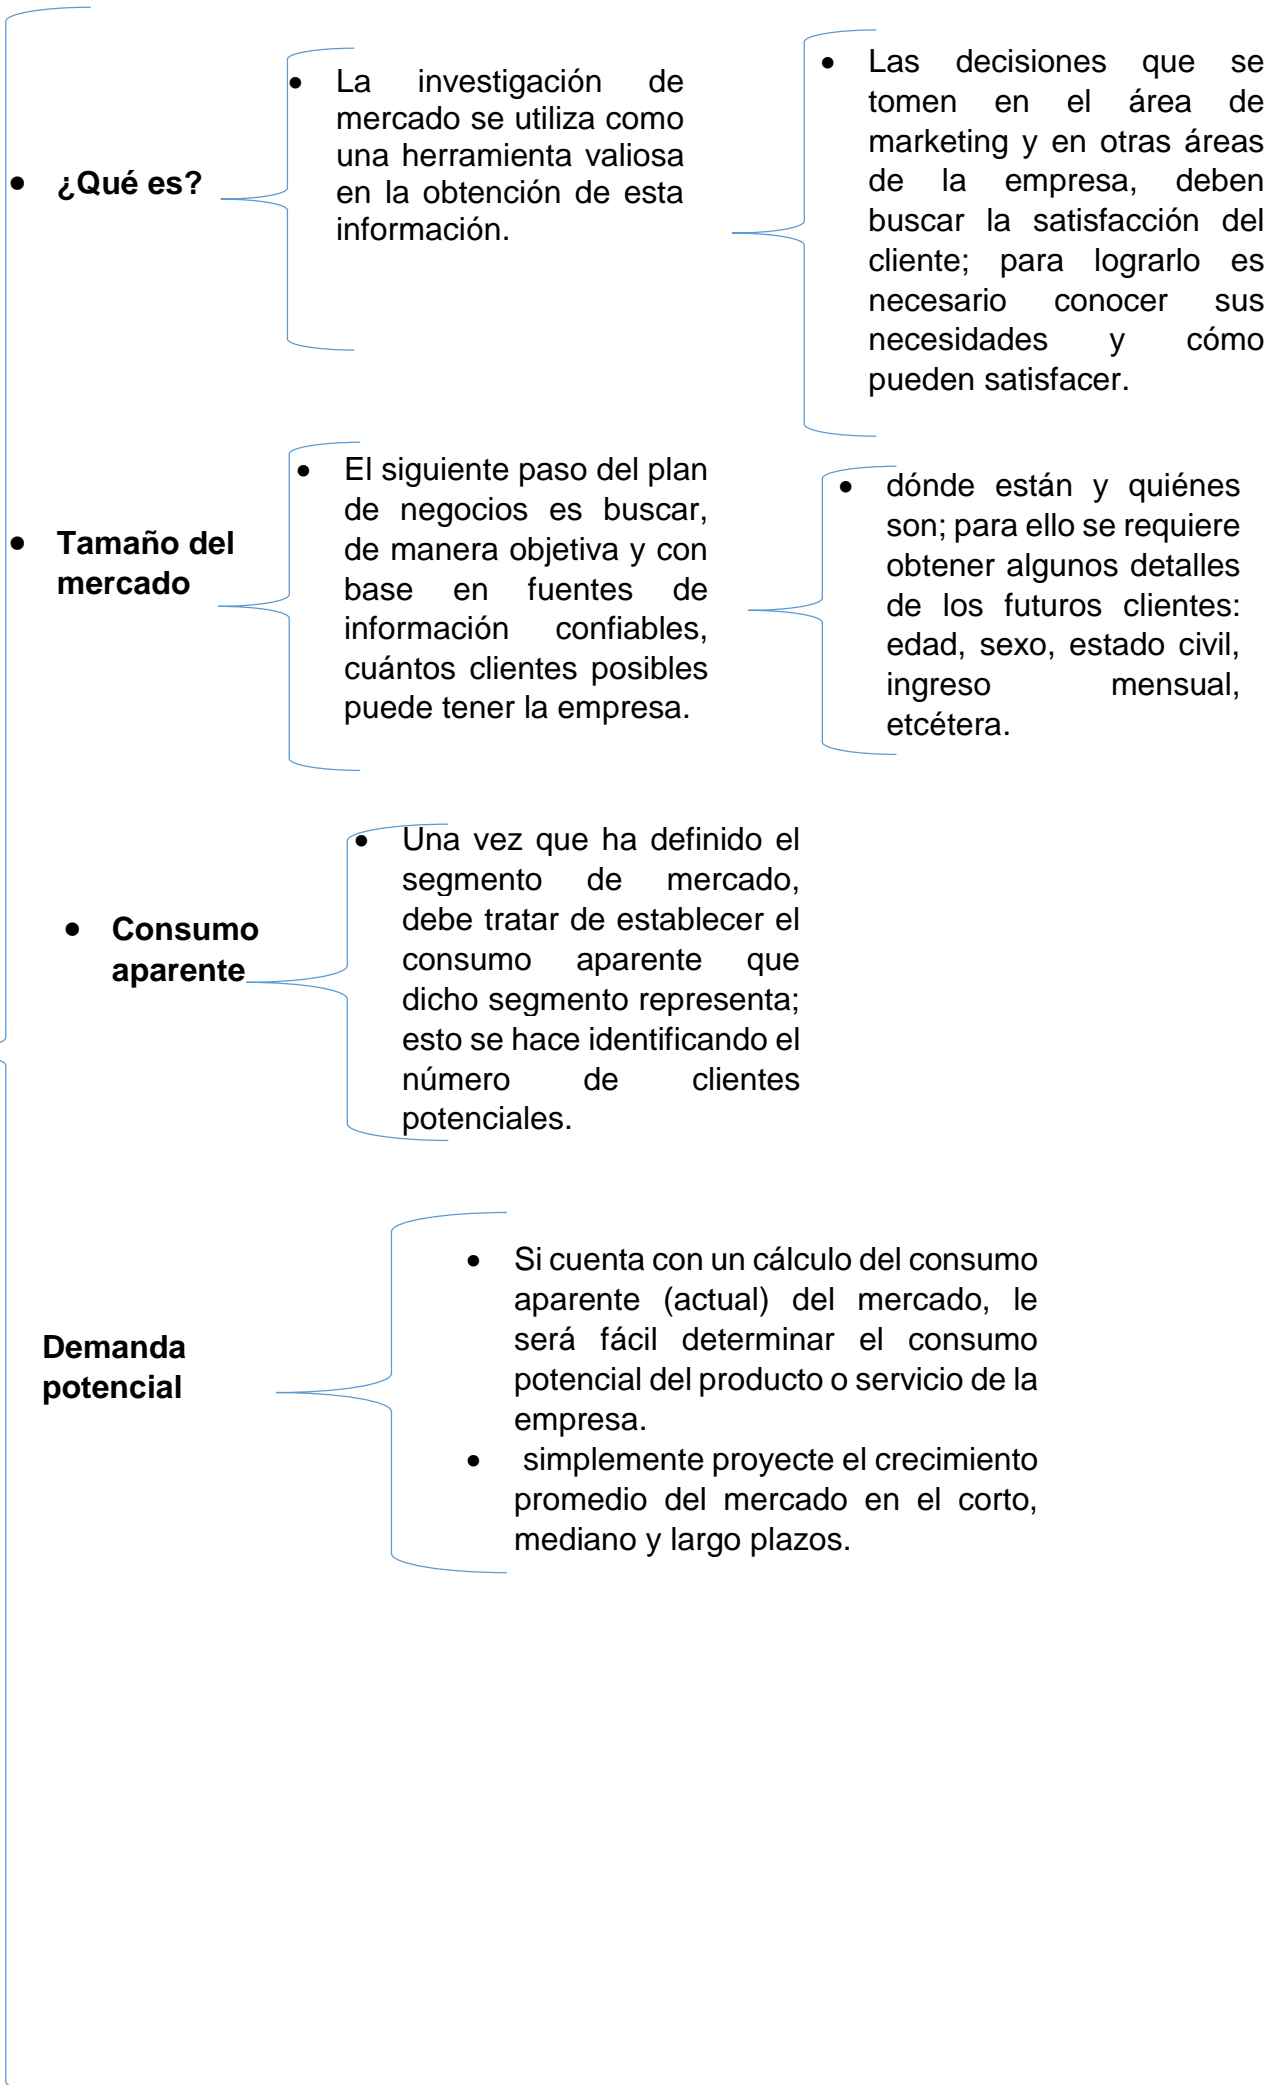 ¿Qué es?
La investigación de
mercado se utiliza como
una herramienta valiosa
en la obtención de esta
información.
Las decisiones que se
tomen en el área de
marketing y en otras áreas
de la empresa, deben
buscar la satisfacción del
cliente; para lograrlo es
necesario conocer sus
necesidades y cómo
pueden satisfacer.
Tamaño del
mercado
El siguiente paso del plan
de negocios es buscar,
de manera objetiva y con
base en fuentes de
información confiables,
cuántos clientes posibles
puede tener la empresa.
dónde están y quiénes
son; para ello se requiere
obtener algunos detalles
de los futuros clientes:
edad, sexo, estado civil,
ingreso mensual,
etcétera.
Consumo
aparente
Una vez que ha definido el
segmento de mercado,
debe tratar de establecer el
consumo aparente que
dicho segmento representa;
esto se hace identificando el
número de clientes
potenciales.
Demanda
potencial
Si cuenta con un cálculo del consumo
aparente (actual) del mercado, le
será fácil determinar el consumo
potencial del producto o servicio de la
empresa.
simplemente proyecte el crecimiento
promedio del mercado en el corto,
mediano y largo plazos.